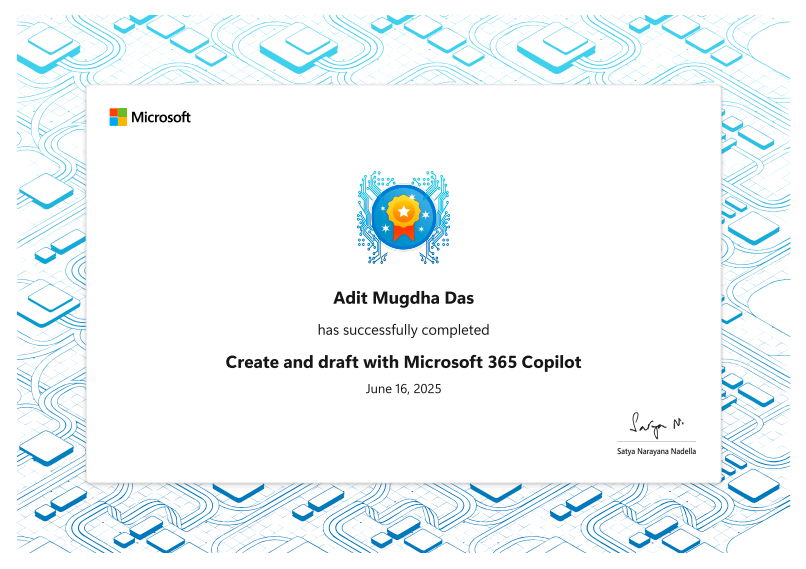 Microsoft
Adit Mugdha Das
has successfully completed
Create and draft with Microsoft 365 Copilot
June 16, 2025
Satya N.
Satya Narayana Nadella